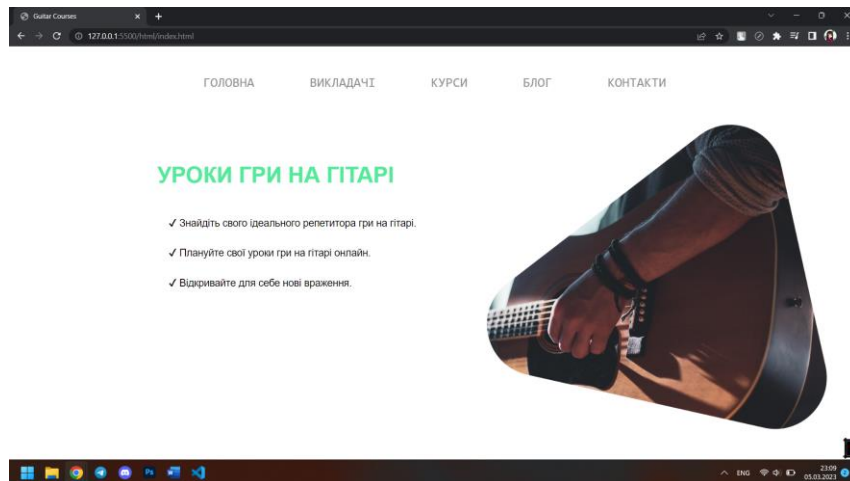 Guitar Courses
127.0.0.1:5500/html/index.html
ГОЛОВНА ВИКЛАДАЧІ КУРСИ БЛОГ КОНТАКТИ
УРОКИ ГРИ НА ГІТАРІ
✓ Знайдіть свого ідеального репетитора гри на гітарі.
✓ Плануйте свої уроки гри на гітарі онлайн.
✓ Відкривайте для себе нові враження.
ENG
23:09
05.03.2023